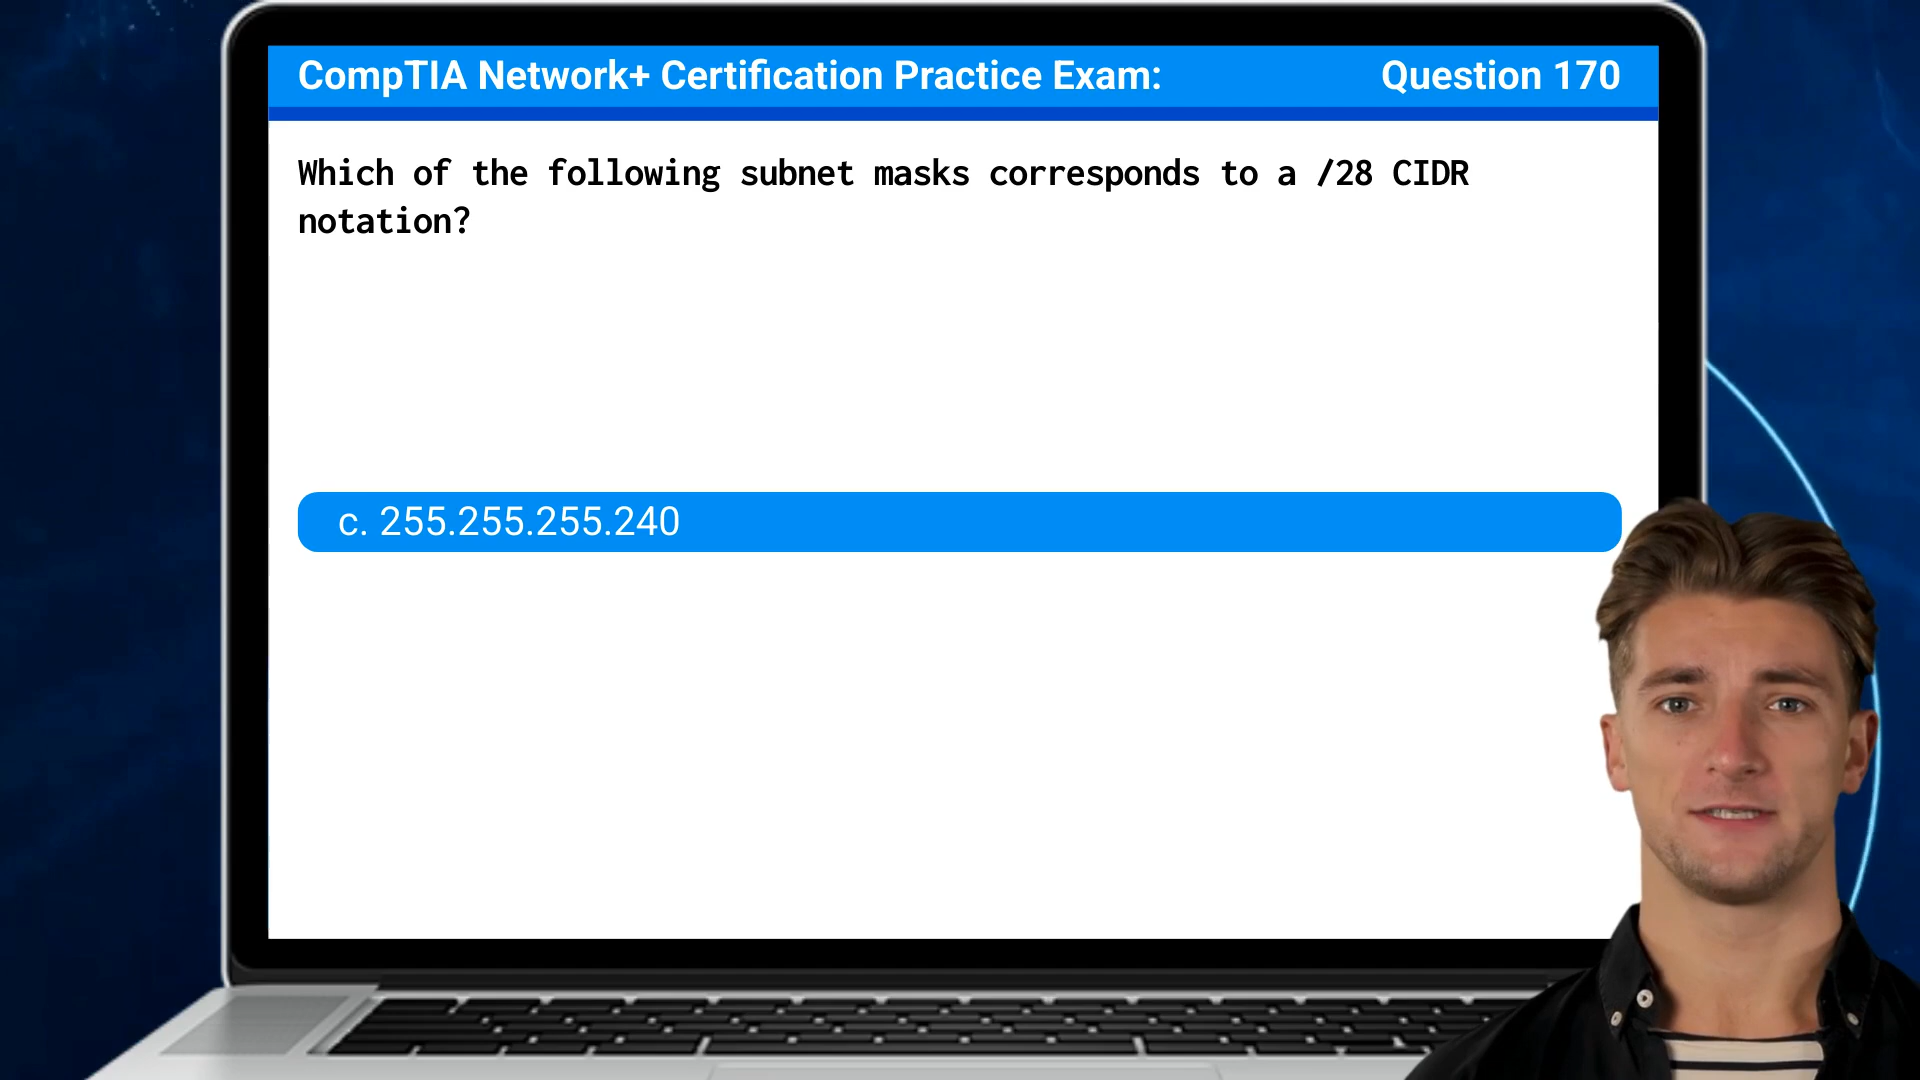 CompTIA Network+ Certification Practice Exam:
Question 170
Which of the following subnet masks corresponds to a /28 CIDR
notation?
c. 255.255.255.240